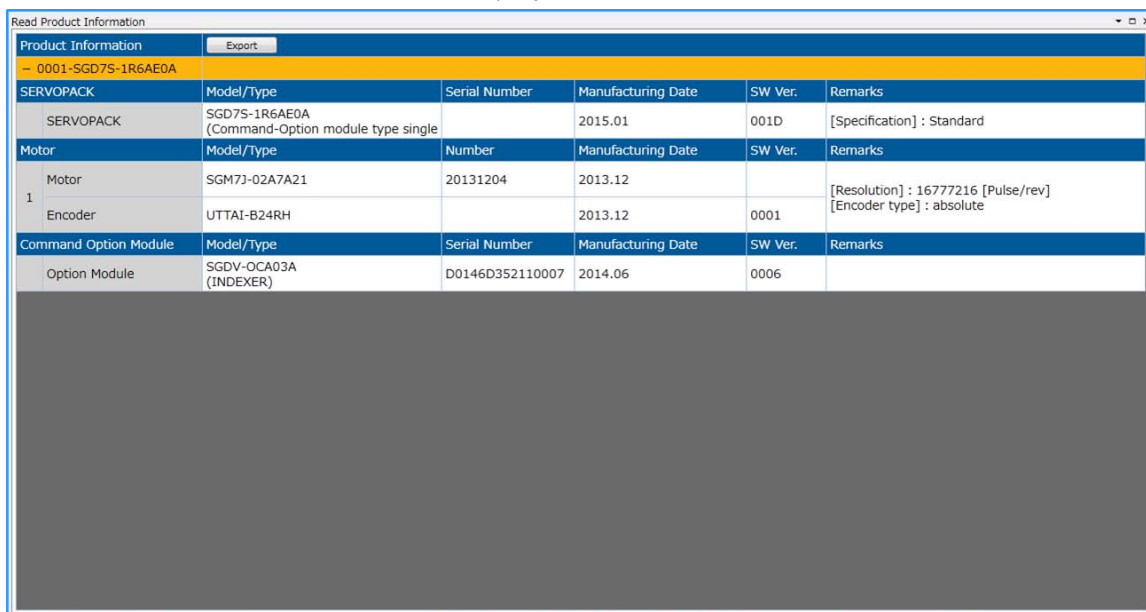 Read Product Information
Product Information Export
− 0001-SGD7S-1R6AE0A
SERVOPACK Model/Type Serial Number Manufacturing Date SW Ver. Remarks
SERVOPACK SGD7S-1R6AE0A 2015.01 001D [Specification] : Standard
(Command-Option module type single
Motor Model/Type Number Manufacturing Date SW Ver. Remarks
1 Motor SGM7J-02A7A21 20131204 2013.12 [Resolution] : 16777216 [Pulse/rev]
Encoder UTTAI-B24RH 2013.12 0001 [Encoder type] : absolute
Command Option Module Model/Type Serial Number Manufacturing Date SW Ver. Remarks
Option Module SGDV-OCA03A D0146D352110007 2014.06 0006
(INDEXER)